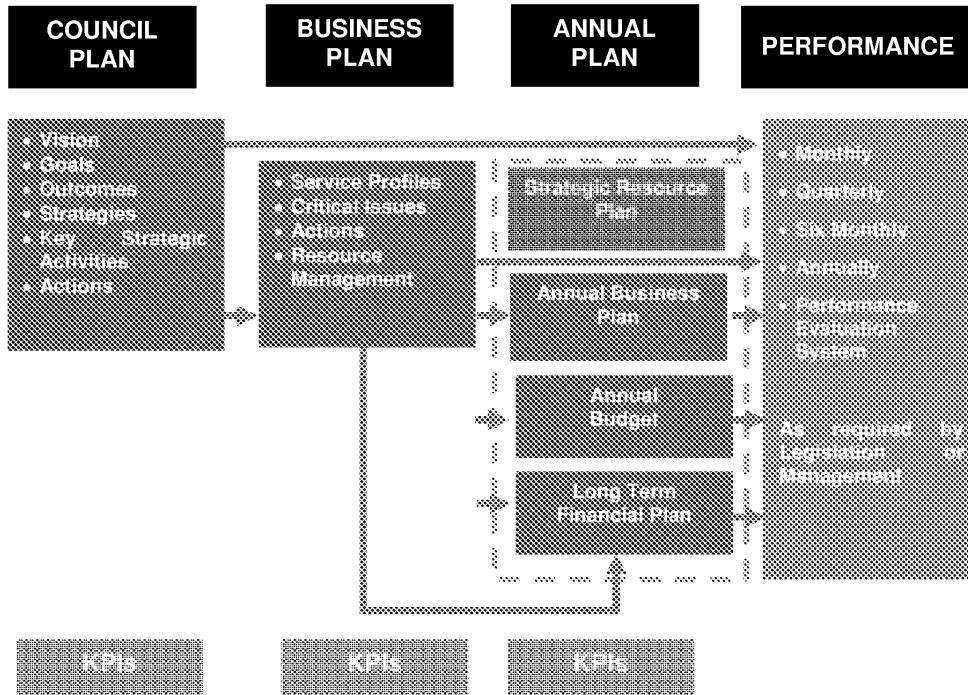 COUNCIL
PLAN
BUSINESS
PLAN
ANNUAL
PLAN
PERFORMANCE
• Vision
• Goals
• Outcomes
• Strategies
• Key Strategic
Activities
• Actions
• Service Profiles
• Critical Issues
• Actions
• Resource
Management
Strategic Resource
Plan
Annual Business
Plan
Annual
Budget
Long Term
Financial Plan
• Monthly
• Quarterly
• Six Monthly
• Annually
• Performance
Evaluation
System
As required by
Legislation or
Management
KPIs
KPIs
KPIs